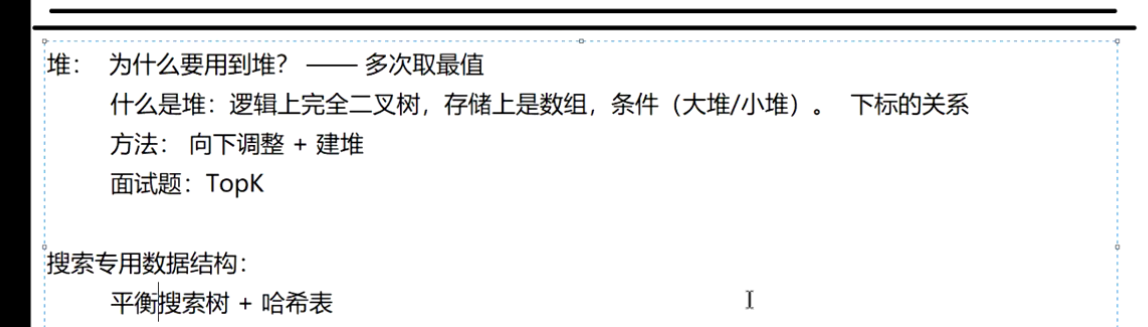 堆： 为什么要用到堆？ —— 多次取最值
什么是堆：逻辑上完全二叉树，存储上是数组，条件（大堆/小堆）。 下标的关系
方法： 向下调整 + 建堆
面试题：TopK
搜索专用数据结构：
平衡搜索树 + 哈希表